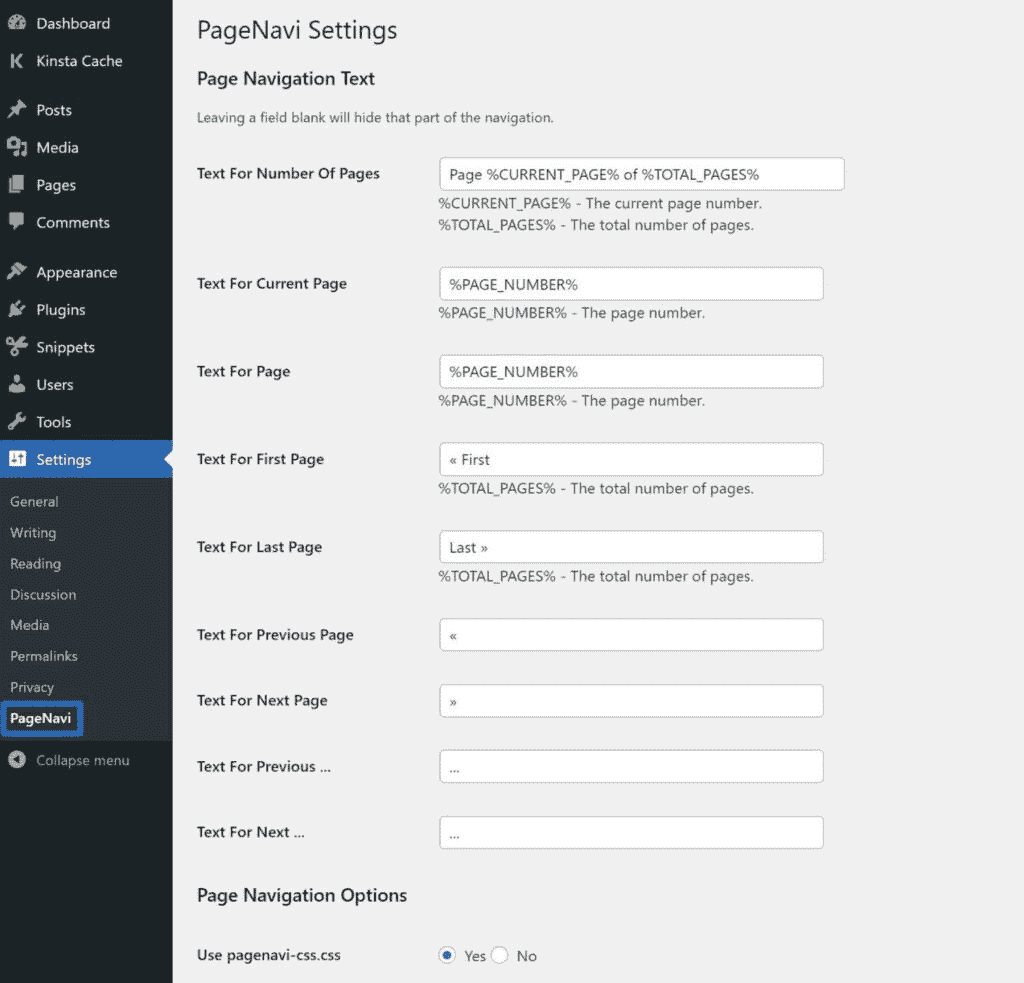 Dashboard
Kinsta Cache
Posts
Media
Pages
Comments
Appearance
Plugins
Snippets
Users
Tools
Settings
General
Writing
Reading
Discussion
Media
Permalinks
Privacy
PageNavi
Collapse menu
PageNavi Settings
Page Navigation Text
Leaving a field blank will hide that part of the navigation.
Text For Number Of Pages
Page %CURRENT_PAGE% of %TOTAL_PAGES%
%CURRENT_PAGE% - The current page number.
%TOTAL_PAGES% - The total number of pages.
Text For Current Page
%PAGE_NUMBER%
%PAGE_NUMBER% - The page number.
Text For Page
%PAGE_NUMBER%
%PAGE_NUMBER% - The page number.
Text For First Page
« First
%TOTAL_PAGES% - The total number of pages.
Text For Last Page
Last »
%TOTAL_PAGES% - The total number of pages.
Text For Previous Page
«
Text For Next Page
»
Text For Previous ...
...
Text For Next ...
...
Page Navigation Options
Use pagenavi-css.css
Yes No